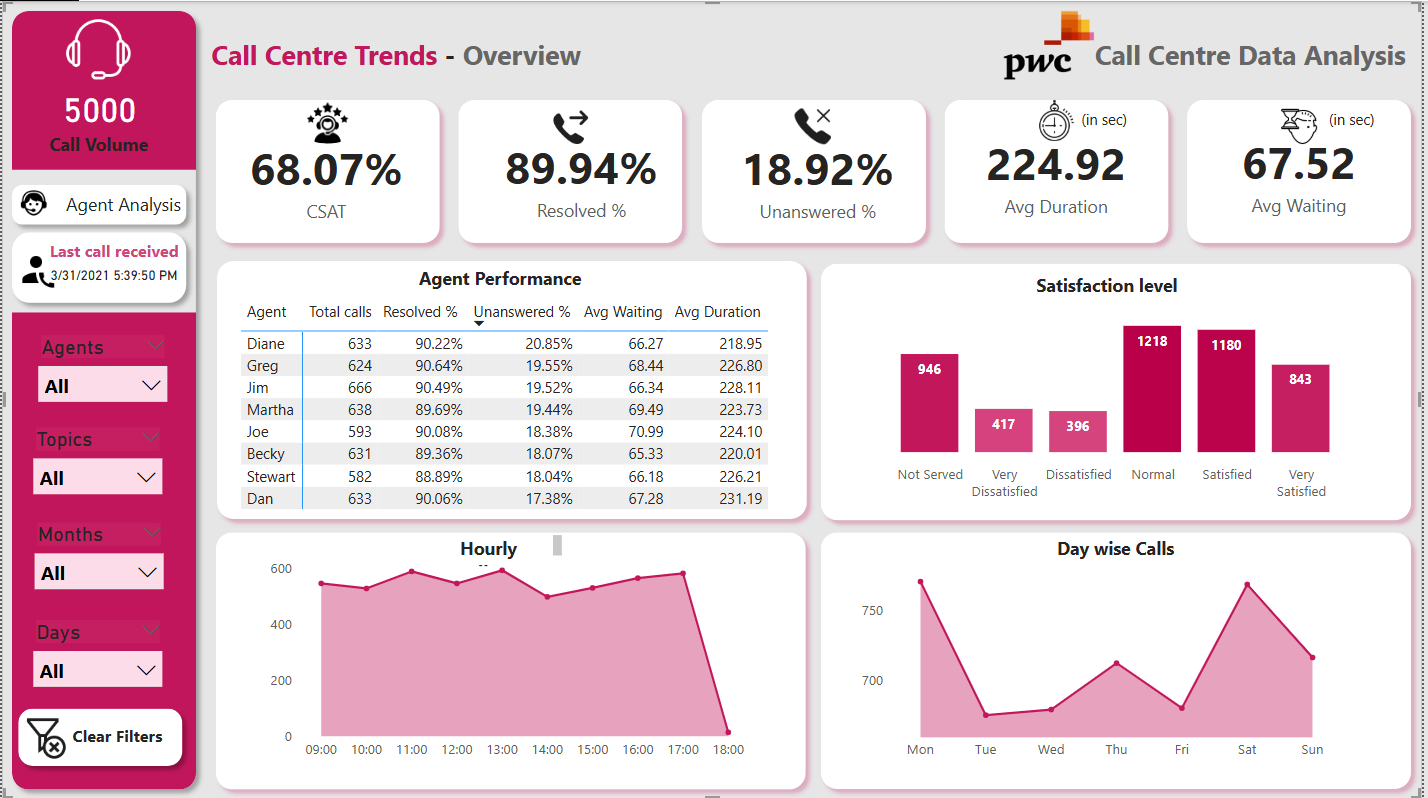 5000
Call Volume
Agent Analysis
Last call received
3/31/2021 5:39:50 PM
Agents
All
Topics
All
Months
All
Days
All
Clear Filters
Call Centre Trends - Overview
pwc
Call Centre Data Analysis
68.07%
CSAT
89.94%
Resolved %
18.92%
Unanswered %
(in sec)
224.92
Avg Duration
(in sec)
67.52
Avg Waiting
Agent Performance
Agent Total calls Resolved % Unanswered % Avg Waiting Avg Duration
Diane 633 90.22% 20.85% 66.27 218.95
Greg 624 90.64% 19.55% 68.44 226.80
Jim 666 90.49% 19.52% 66.34 228.11
Martha 638 89.69% 19.44% 69.49 223.73
Joe 593 90.08% 18.38% 70.99 224.10
Becky 631 89.36% 18.07% 65.33 220.01
Stewart 582 88.89% 18.04% 66.18 226.21
Dan 633 90.06% 17.38% 67.28 231.19
Satisfaction level
946 417 396 1218 1180 843
Not Served Very Dissatisfied Normal Satisfied Very
Dissatisfied Satisfied
Hourly
600
400
200
0
09:00 10:00 11:00 12:00 13:00 14:00 15:00 16:00 17:00 18:00
Day wise Calls
750
700
Mon Tue Wed Thu Fri Sat Sun